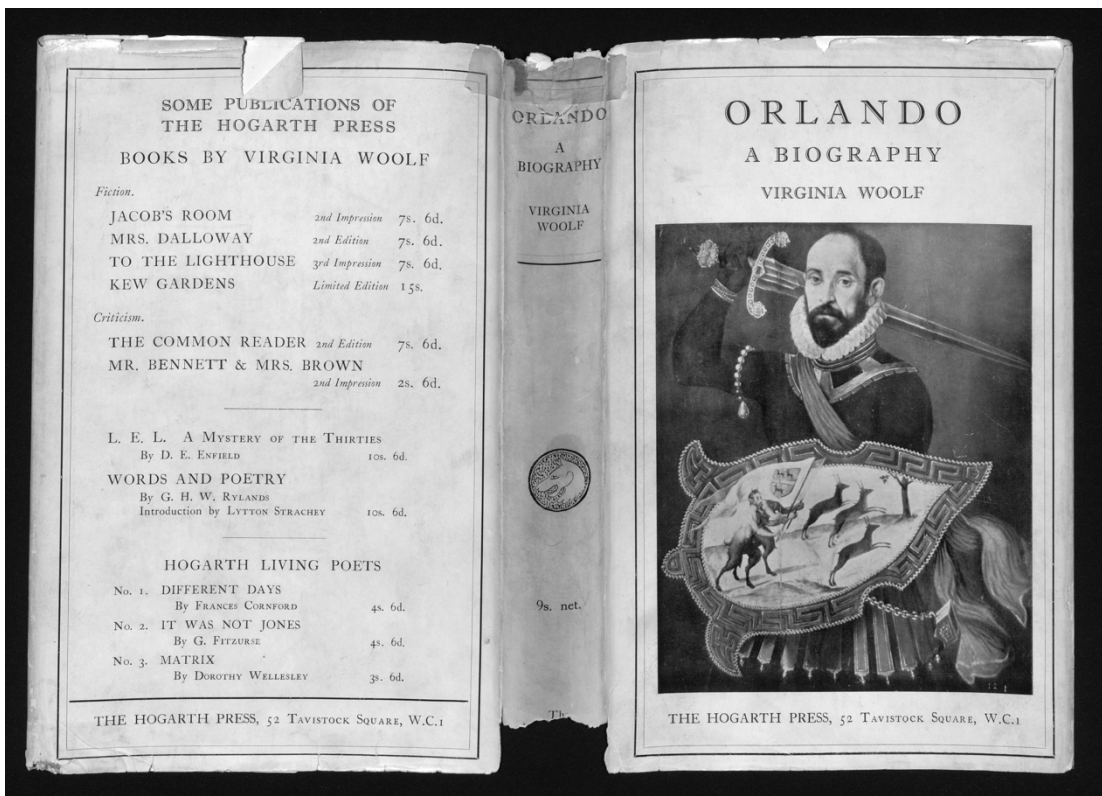 SOME PUBLICATIONS OF
THE HOGARTH PRESS
BOOKS BY VIRGINIA WOOLF
Fiction.
JACOB'S ROOM 2nd Impression 7s. 6d.
MRS. DALLOWAY 2nd Edition 7s. 6d.
TO THE LIGHTHOUSE 3rd Impression 7s. 6d.
KEW GARDENS Limited Edition 15s.
Criticism.
THE COMMON READER 2nd Edition 7s. 6d.
MR. BENNETT & MRS. BROWN
2nd Impression 2s. 6d.
L. E. L. A MYSTERY OF THE THIRTIES
BY D. E. ENFIELD 10s. 6d.
WORDS AND POETRY
By G. H. W. RYLANDS
Introduction by LYTTON STRACHEY 10s. 6d.
HOGARTH LIVING POETS
No. 1. DIFFERENT DAYS
By FRANCES CORNFORD 4s. 6d.
No. 2. IT WAS NOT JONES
By G. FITZURSE 4s. 6d.
No. 3. MATRIX
By DOROTHY WELLESLEY 3s. 6d.
THE HOGARTH PRESS, 52 TAVISTOCK SQUARE, W.C.1
ORLANDO
A
BIOGRAPHY
VIRGINIA
WOOLF
9s. net.
ORLANDO
A BIOGRAPHY
VIRGINIA WOOLF
THE HOGARTH PRESS, 52 TAVISTOCK SQUARE, W.C.1